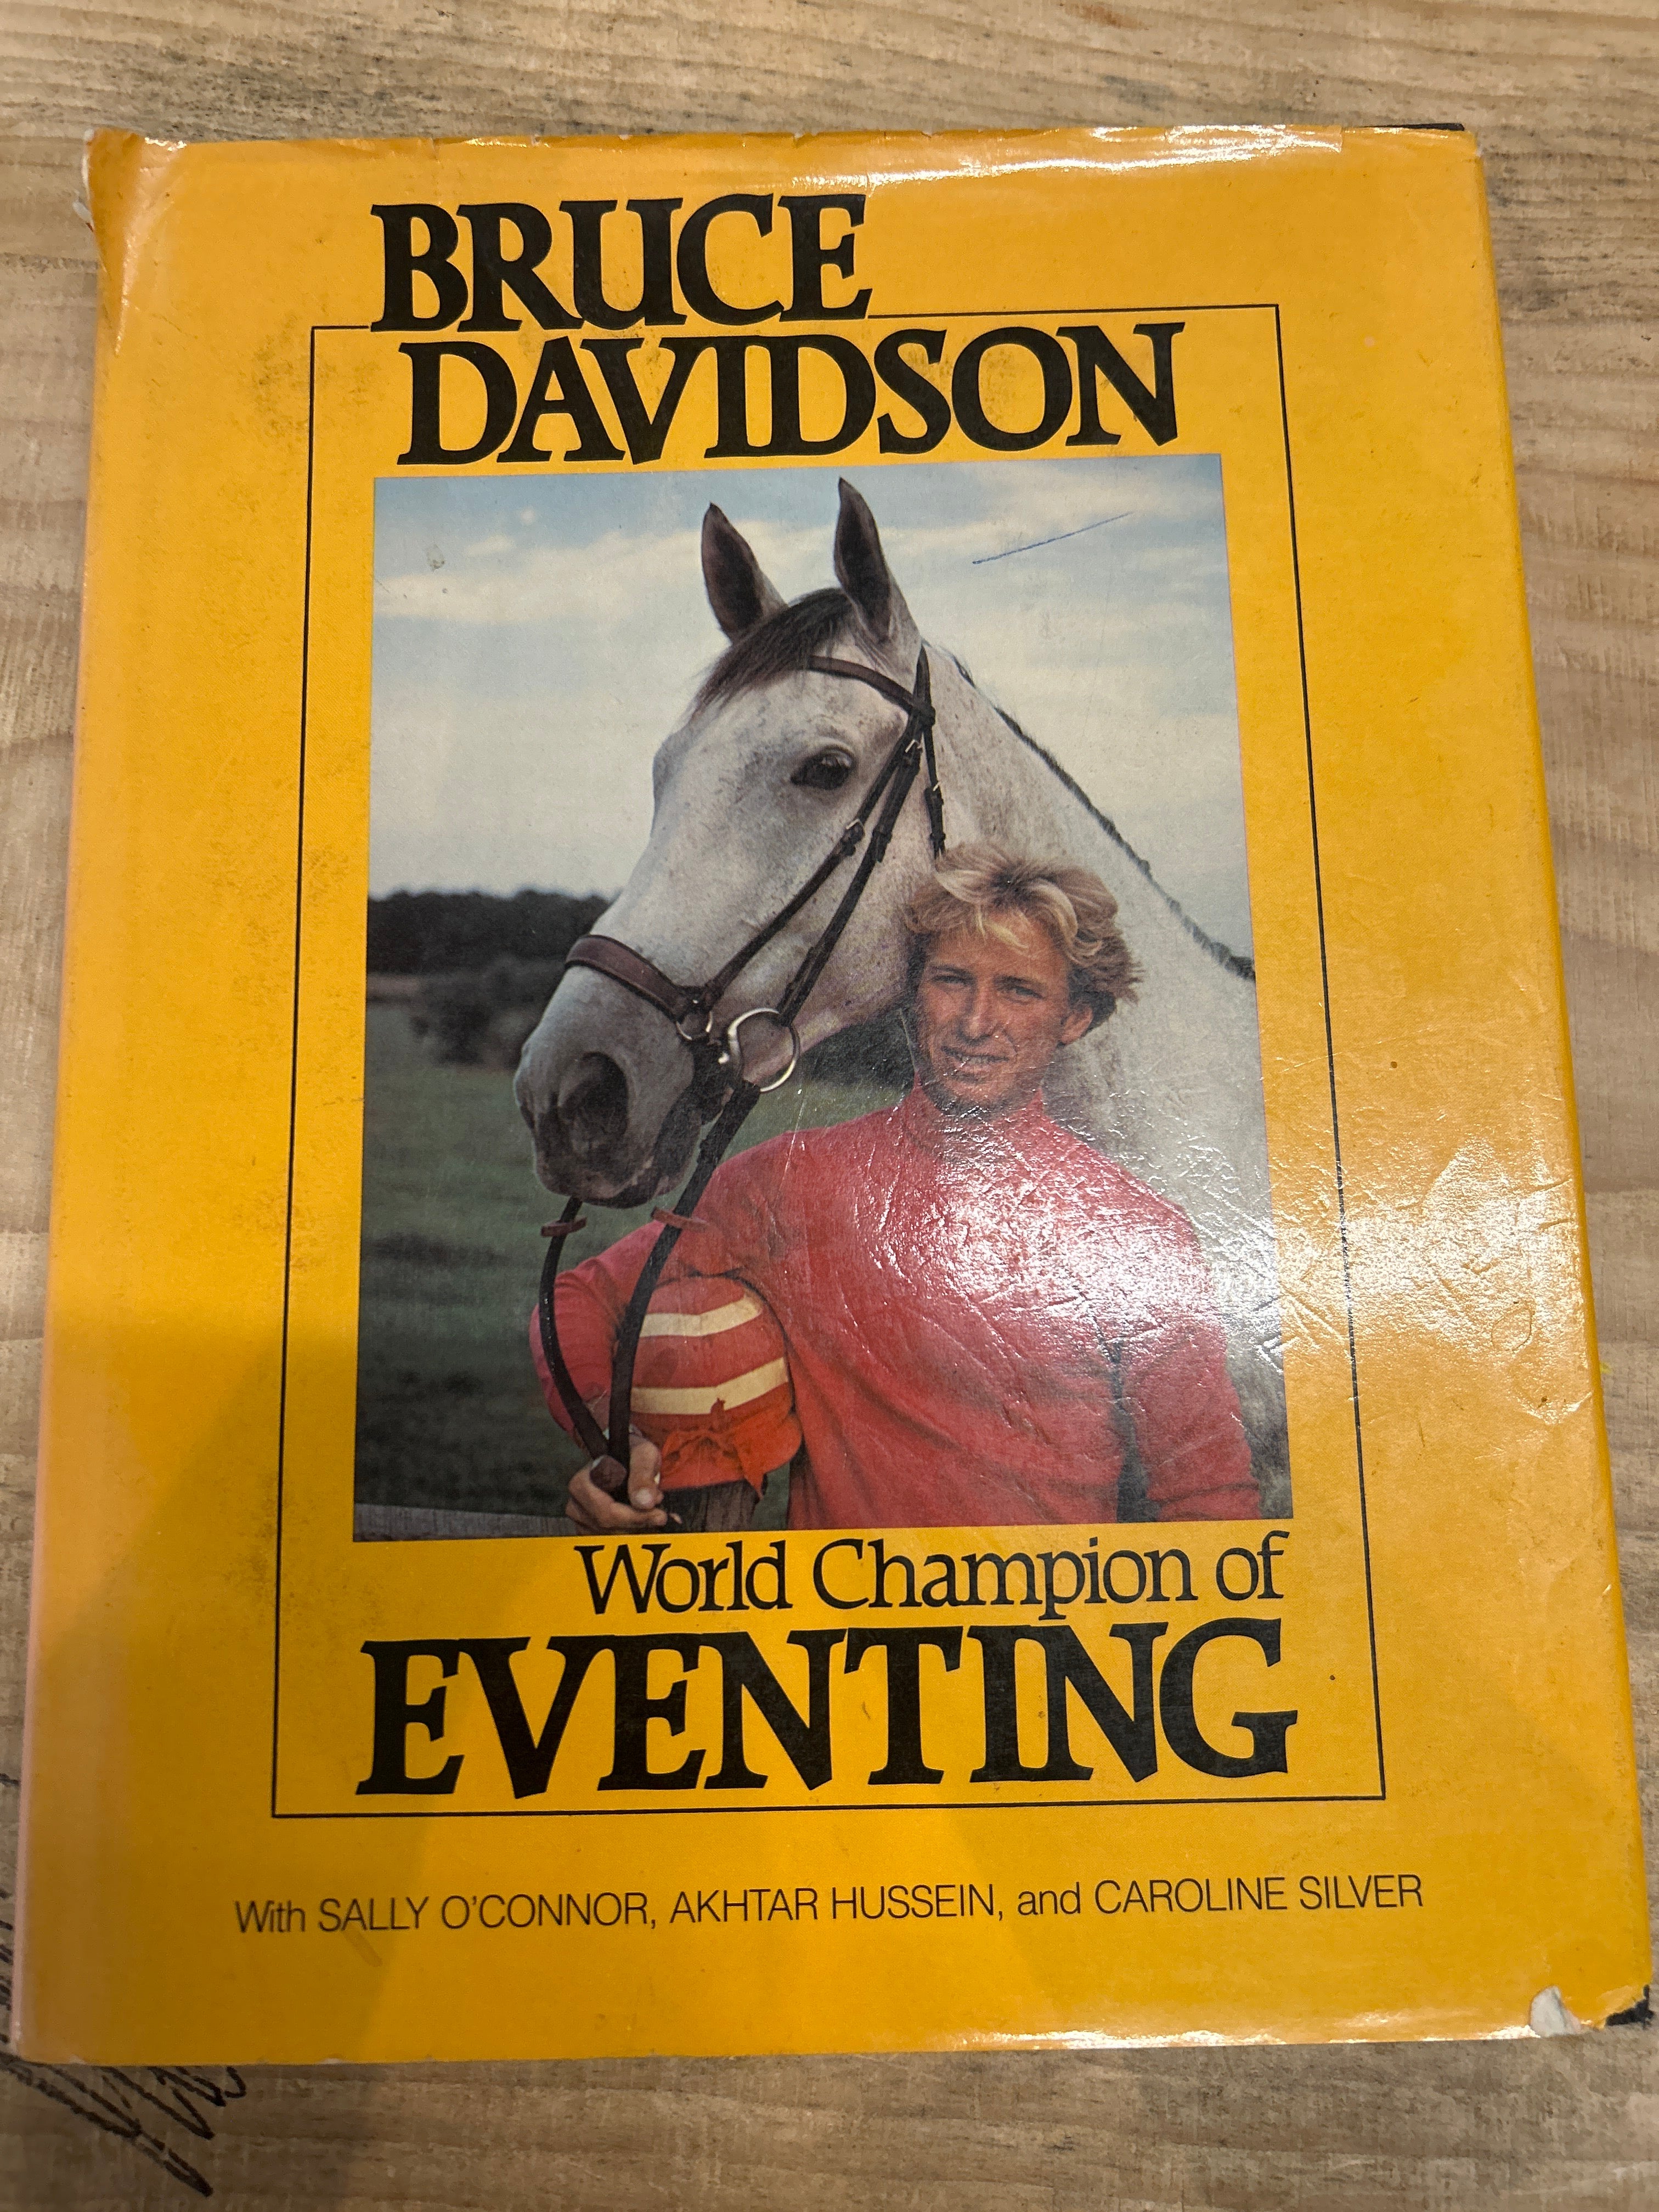 BRUCE
DAVIDSON
World Champion of
EVENTING
With SALLY O'CONNOR, AKHTAR HUSSEIN, and CAROLINE SILVER